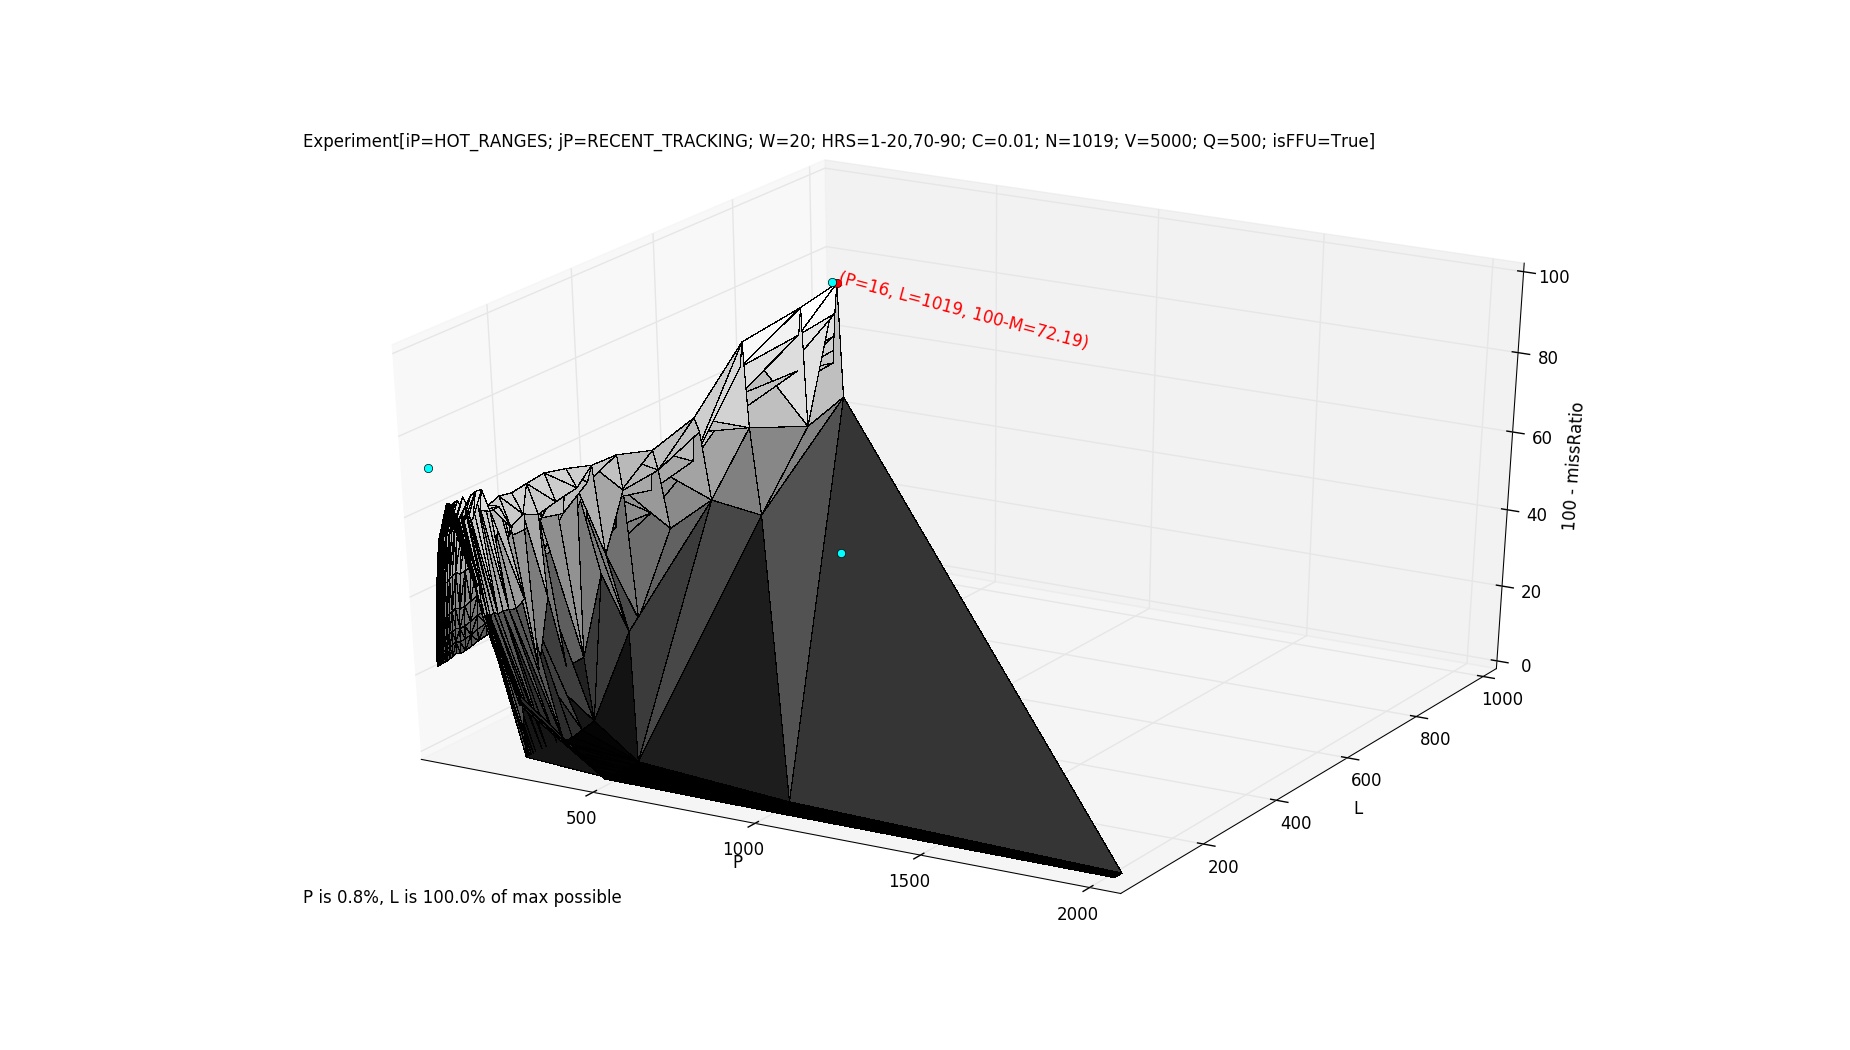 Experiment[iP=HOT_RANGES; jP=RECENT_TRACKING; W=20; HRS=1-20,70-90; C=0.01; N=1019; V=5000; Q=500; isFFU=True]
(P=16, L=1019, 100-M=72.19)
100
80
60
40
20
0
100 - missRatio
1000
800
600
400
200
L
500
1000
1500
2000
P
P is 0.8%, L is 100.0% of max possible